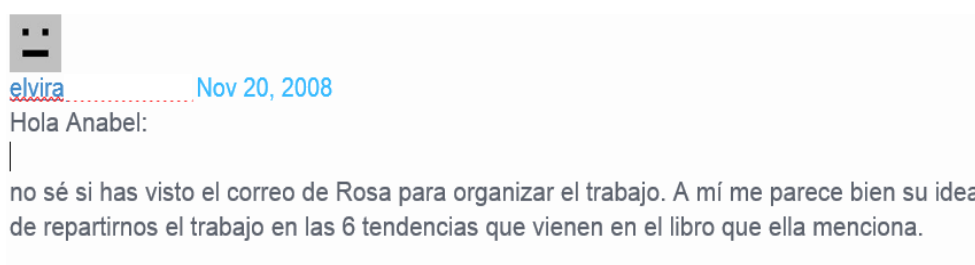 elvira Nov 20, 2008
Hola Anabel:
no sé si has visto el correo de Rosa para organizar el trabajo. A mí me parece bien su idea
de repartirnos el trabajo en las 6 tendencias que vienen en el libro que ella menciona.